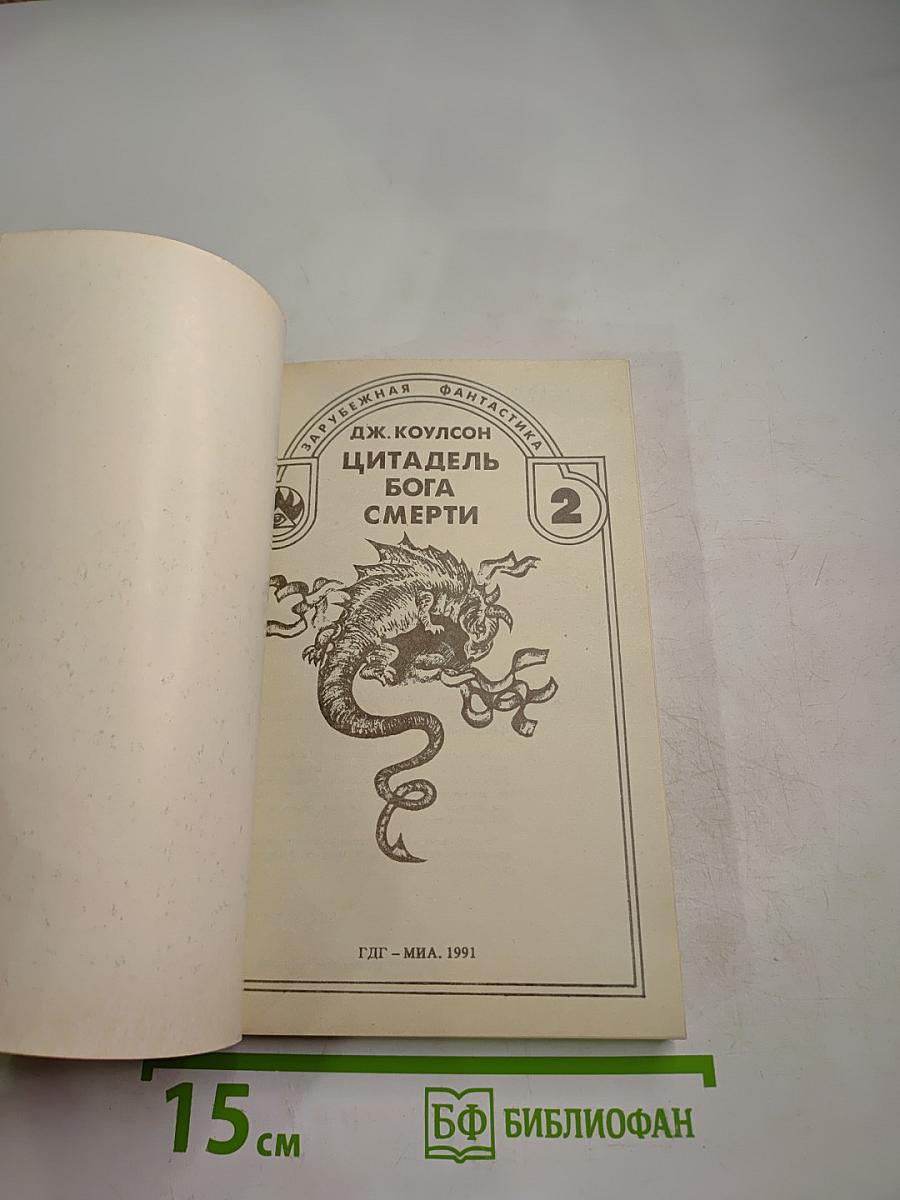 ЗАРУБЕЖНАЯ ФАНТАСТИКА
ДЖ. КОУЛСОН
ЦИТАДЕЛЬ
БОГА
СМЕРТИ
2
ГДГ – МИА. 1991
15 см
БФ БИБЛИОФАН